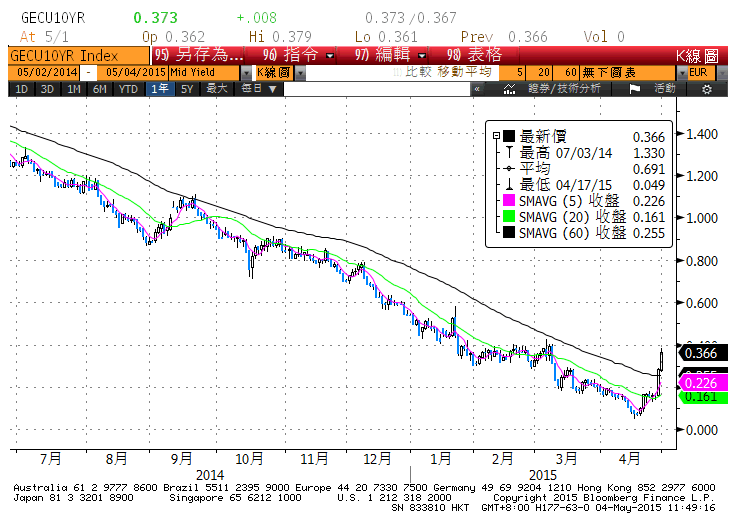 GECU10YR 0.373 +.008 0.373/0.367
At 5/1 Op 0.362 Hi 0.379 Lo 0.361 Prev 0.366 Vol 0
GECU10YR Index 95) 另存為... 96) 指令 97) 編輯 98) 表格 K線圖
05/02/2014 - 05/04/2015 Mid Yield K線圖 比較 移動平均 5 20 60 無下圖表 EUR
1D 3D 1M 6M YTD 1年 5Y 最大 每日 ▼ « 證券/技術分析 活動
最新價 0.366
最高 07/03/14 1.330
平均 0.691
最低 04/17/15 0.049
SMAVG (5) 收盤 0.226
SMAVG (20) 收盤 0.161
SMAVG (60) 收盤 0.255
1.400
1.200
1.000
0.800
0.600
0.366
0.226
0.161
0.000
7月 8月 9月 10月 11月 12月 1月 2月 3月 4月
2014 2015
Australia 61 2 9777 8600 Brazil 5511 2395 9000 Europe 44 20 7330 7500 Germany 49 69 9204 1210 Hong Kong 852 2977 6000
Japan 81 3 3201 8900 Singapore 65 6212 1000 U.S. 1 212 318 2000 Copyright 2015 Bloomberg Finance L.P.
SN 833810 HKT GMT+8:00 H177-63-0 04-May-2015 11:49:16